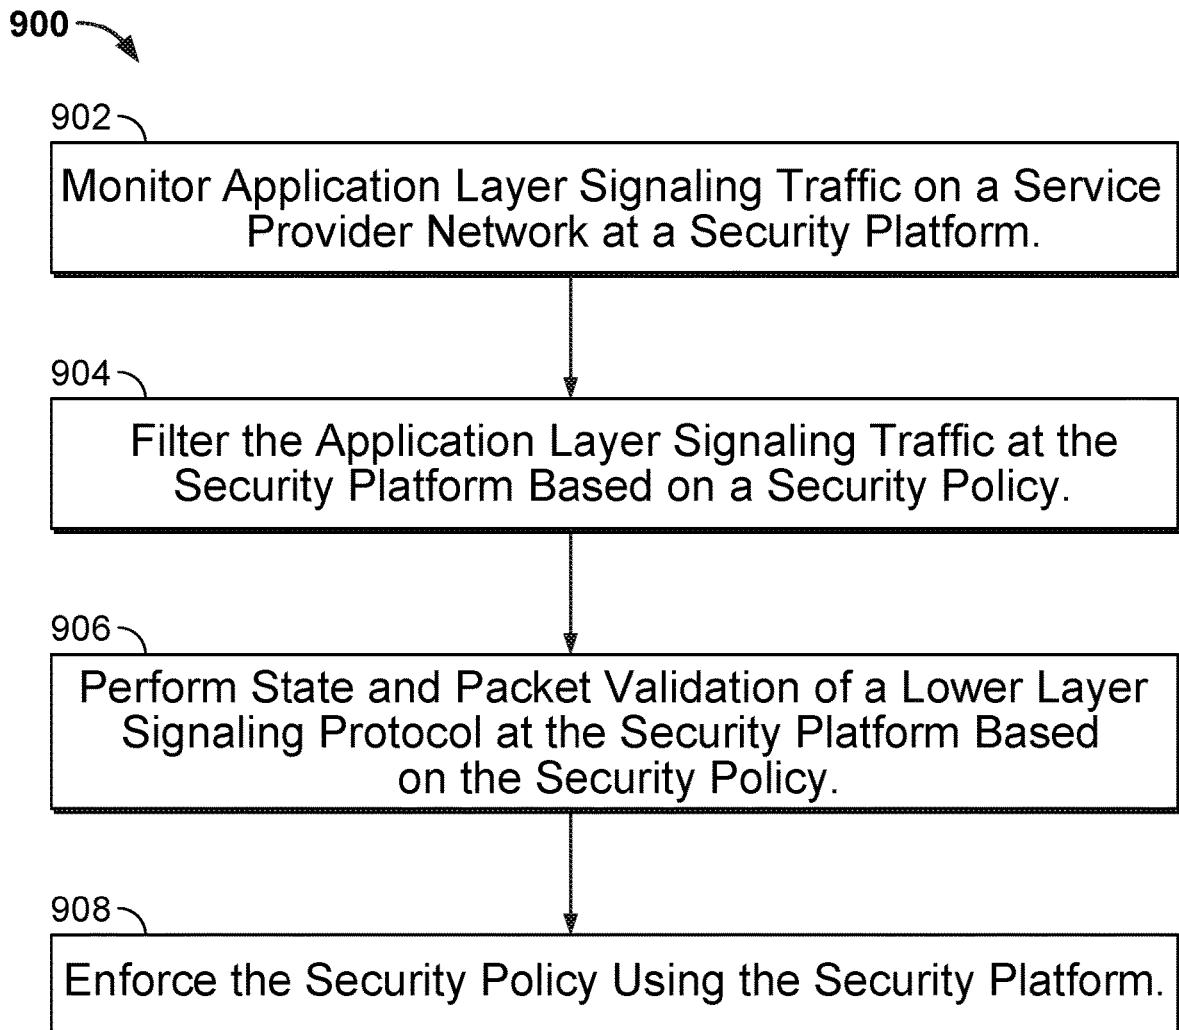 900
902
Monitor Application Layer Signaling Traffic on a Service
Provider Network at a Security Platform.
904
Filter the Application Layer Signaling Traffic at the
Security Platform Based on a Security Policy.
906
Perform State and Packet Validation of a Lower Layer
Signaling Protocol at the Security Platform Based
on the Security Policy.
908
Enforce the Security Policy Using the Security Platform.